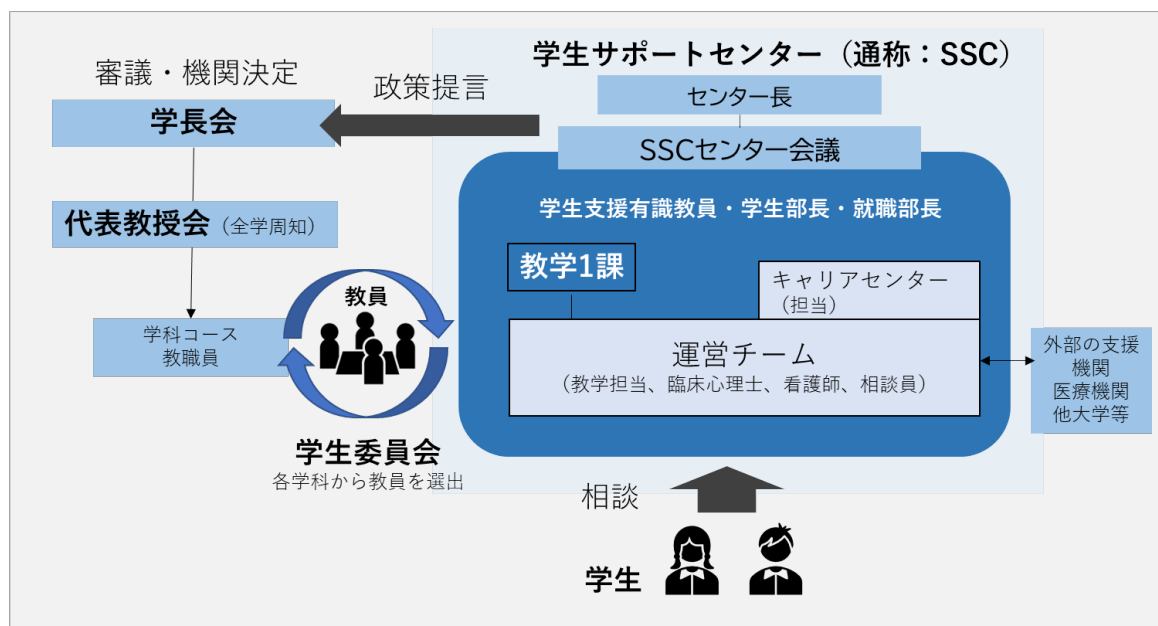 学生サポートセンター（通称：SSC）
審議・機関決定
学長会
政策提言
センター長
SSCセンター会議
代表教授会（全学周知）
学生支援有識教員・学生部長・就職部長
教学1課
キャリアセンター
（担当）
教員
学科コース
教職員
運営チーム
（教学担当、臨床心理士、看護師、相談員）
外部の支援
機関
医療機関
他大学等
学生委員会
各学科から教員を選出
相談
学生